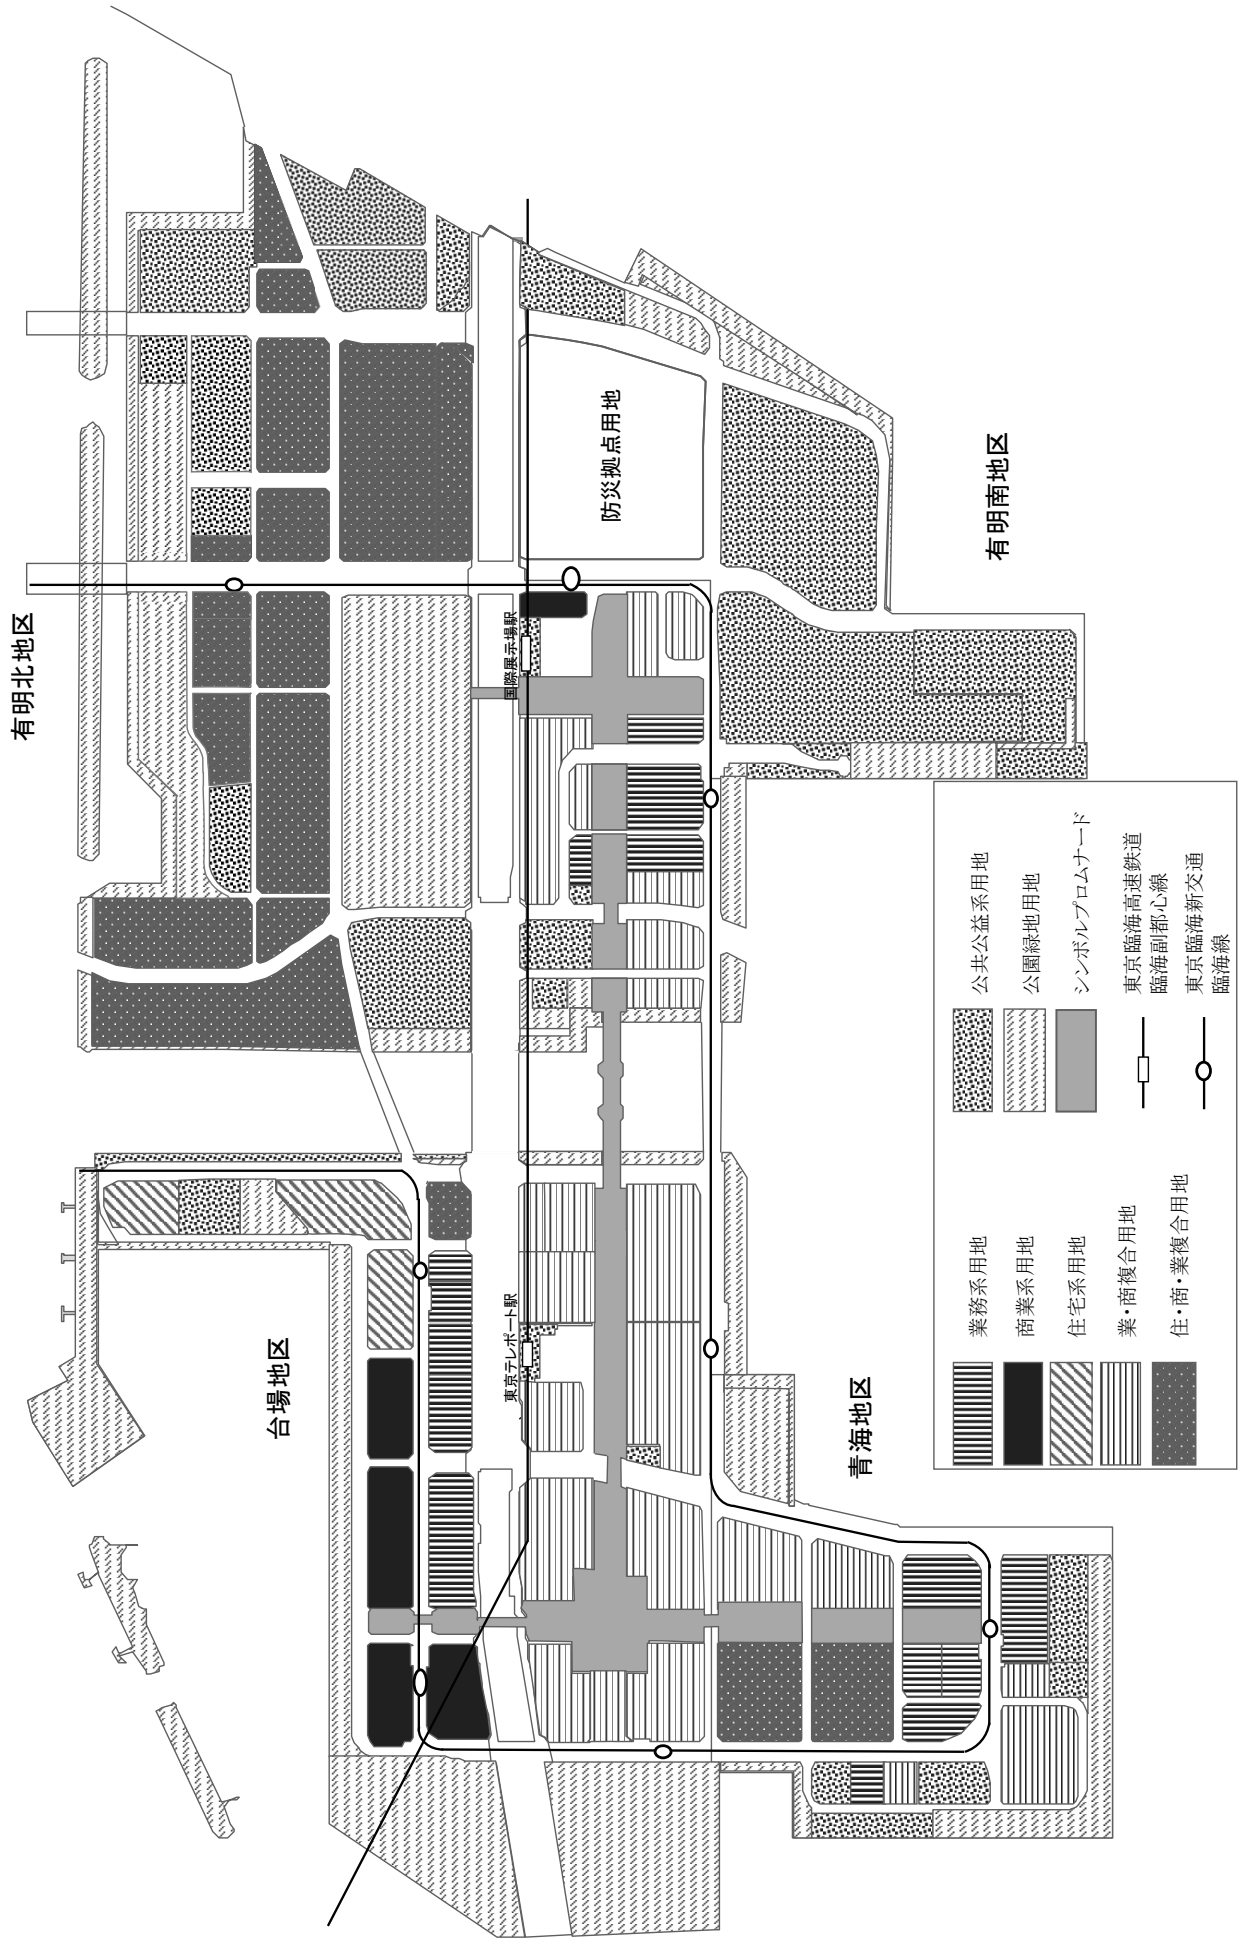 有明北地区
台場地区
国際展示場駅
東京テレポート駅
防災拠点用地
青海地区
有明南地区
業務系用地
商業系用地
住宅系用地
業・商複合用地
住・商・業複合用地
公共公益系用地
公園緑地用地
シンボルプロムナード
東京臨海高速鉄道
臨海副都心線
東京臨海新交通
臨海線